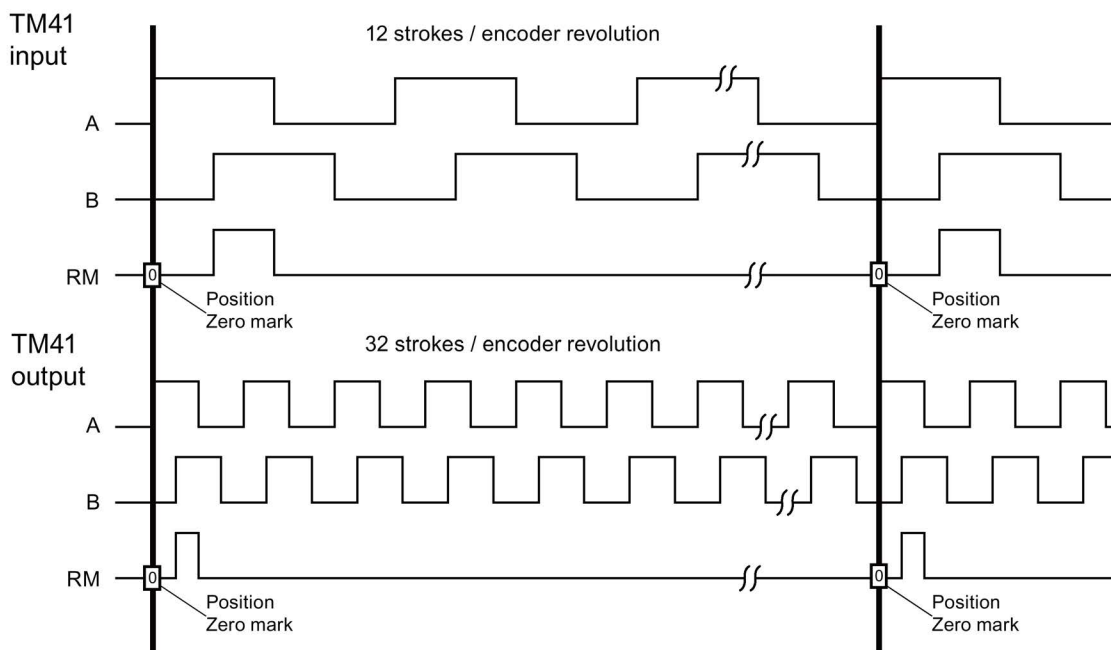 TM41
input
12 strokes / encoder revolution
A
B
RM
0
0
Position
Zero mark
Position
Zero mark
TM41
output
32 strokes / encoder revolution
A
B
RM
0
0
Position
Zero mark
Position
Zero mark